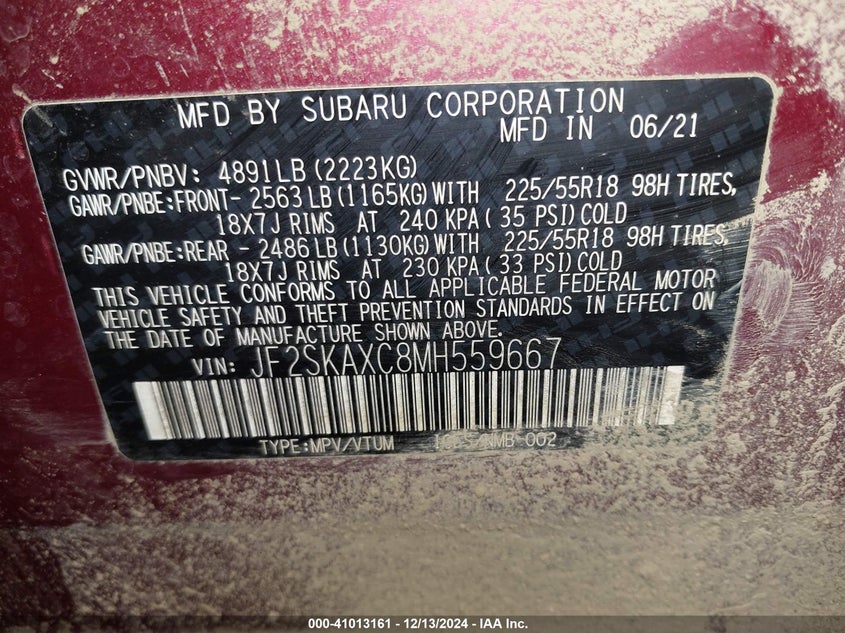 MFD BY SUBARU CORPORATION
MFD IN 06/21
GVWR/PNBV: 4891LB (2223KG)
GAWR/PNBE:FRONT- 2563LB(1165KG)WITH 225/55R18 98H TIRES,
18X7J RIMS AT 240 KPA( 35 PSI)COLD
GAWR/PNBE:REAR - 2486LB(1130KG)WITH 225/55R18 98H TIRES,
18X7J RIMS AT 230 KPA( 33 PSI)COLD
THIS VEHICLE CONFORMS TO ALL APPLICABLE FEDERAL MOTOR
VEHICLE SAFETY AND THEFT PREVENTION STANDARDS IN EFFECT ON
THE DATE OF MANUFACTURE SHOWN ABOVE.
VIN: JF2SKAXC8MH559667
TYPE:MPV/VTUM 002
000-41013161 - 12/13/2024 - IAA Inc.